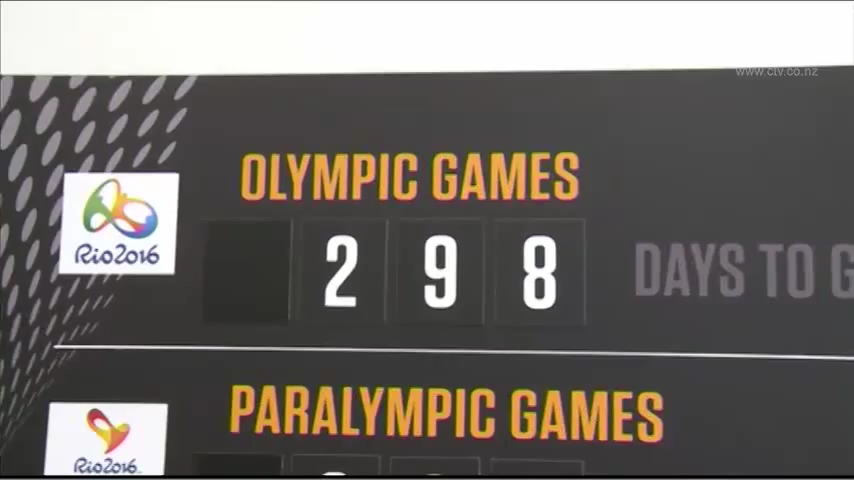 www.ctv.co.nz
OLYMPIC GAMES
Rio2016
2 9 8
DAYS TO G
PARALYMPIC GAMES
Rio2016